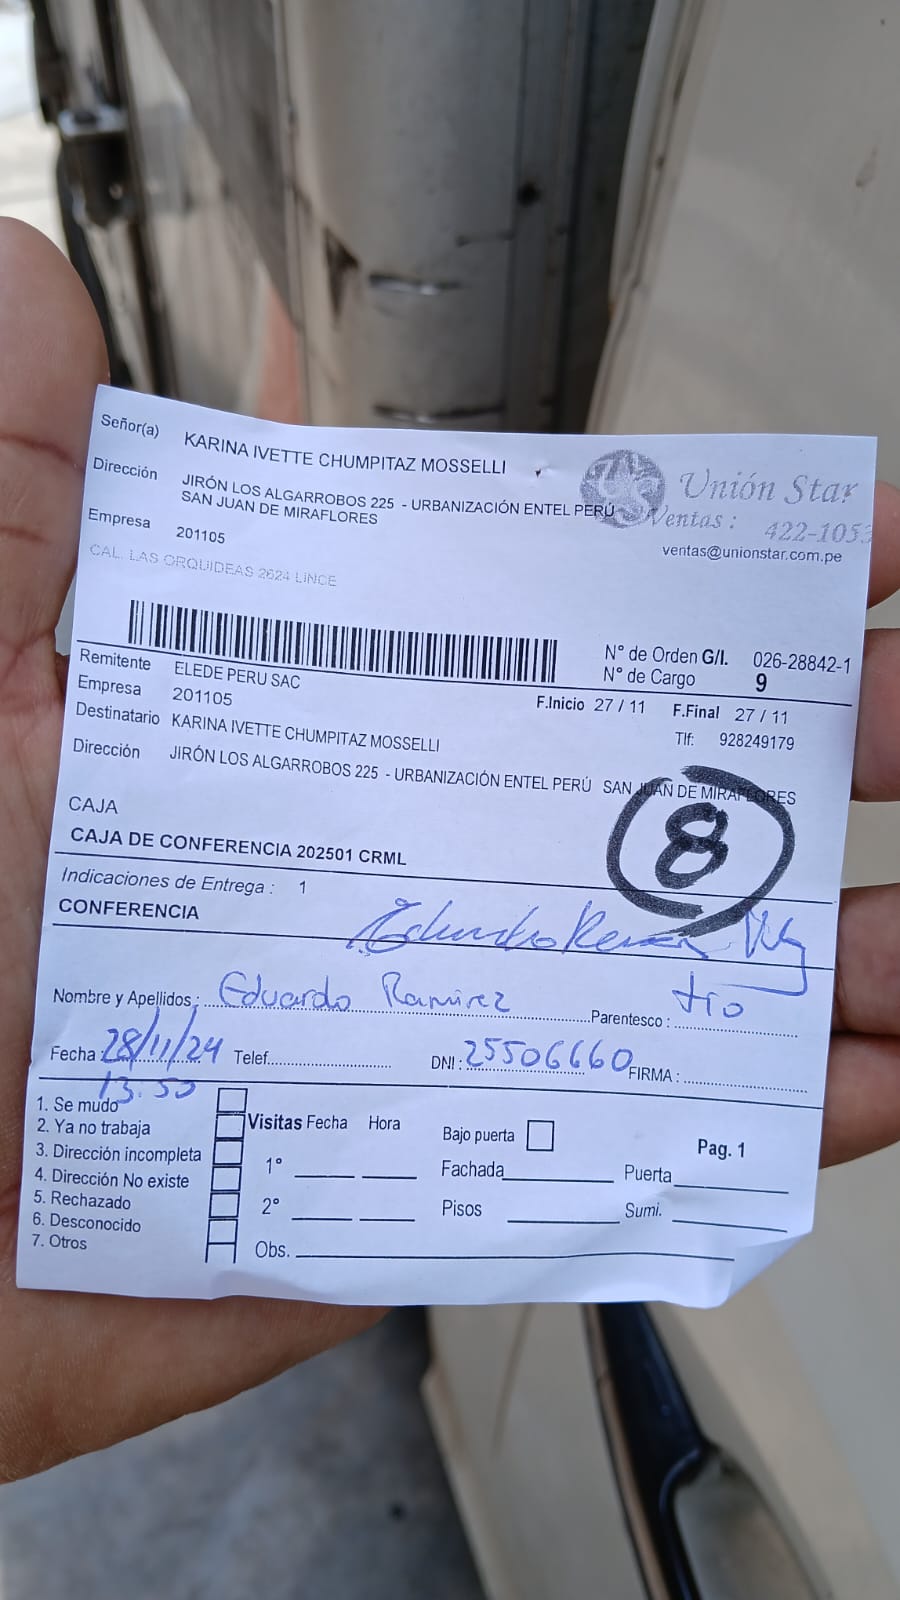 Señor(a) KARINA IVETTE CHUMPITAZ MOSSELLI
Dirección JIRÓN LOS ALGARROBOS 225 - URBANIZACIÓN ENTEL PERÚ
SAN JUAN DE MIRAFLORES
Empresa 201105
CAL. LAS ORQUIDEAS 2624 LINCE
US Unión Star
Ventas : 422-1053
ventas@unionstar.com.pe
N° de Orden G/I. 026-28842-1
N° de Cargo 9
Remitente ELEDE PERU SAC
Empresa 201105
F.Inicio 27 / 11 F.Final 27 / 11
Destinatario KARINA IVETTE CHUMPITAZ MOSSELLI
Tlf: 928249179
Dirección JIRÓN LOS ALGARROBOS 225 - URBANIZACIÓN ENTEL PERÚ SAN JUAN DE MIRAFLORES
8
CAJA
CAJA DE CONFERENCIA 202501 CRML
Indicaciones de Entrega : 1
CONFERENCIA
Nombre y Apellidos : Eduardo Ramirez Parentesco : tio
Fecha : 28/11/24 Telef. DNI : 25506660 FIRMA :
13:50
1. Se mudo
2. Ya no trabaja
3. Dirección incompleta
4. Dirección No existe
5. Rechazado
6. Desconocido
7. Otros
Visitas Fecha Hora
1°
2°
Obs.
Bajo puerta
Fachada Puerta
Pisos Sumi.
Pag. 1